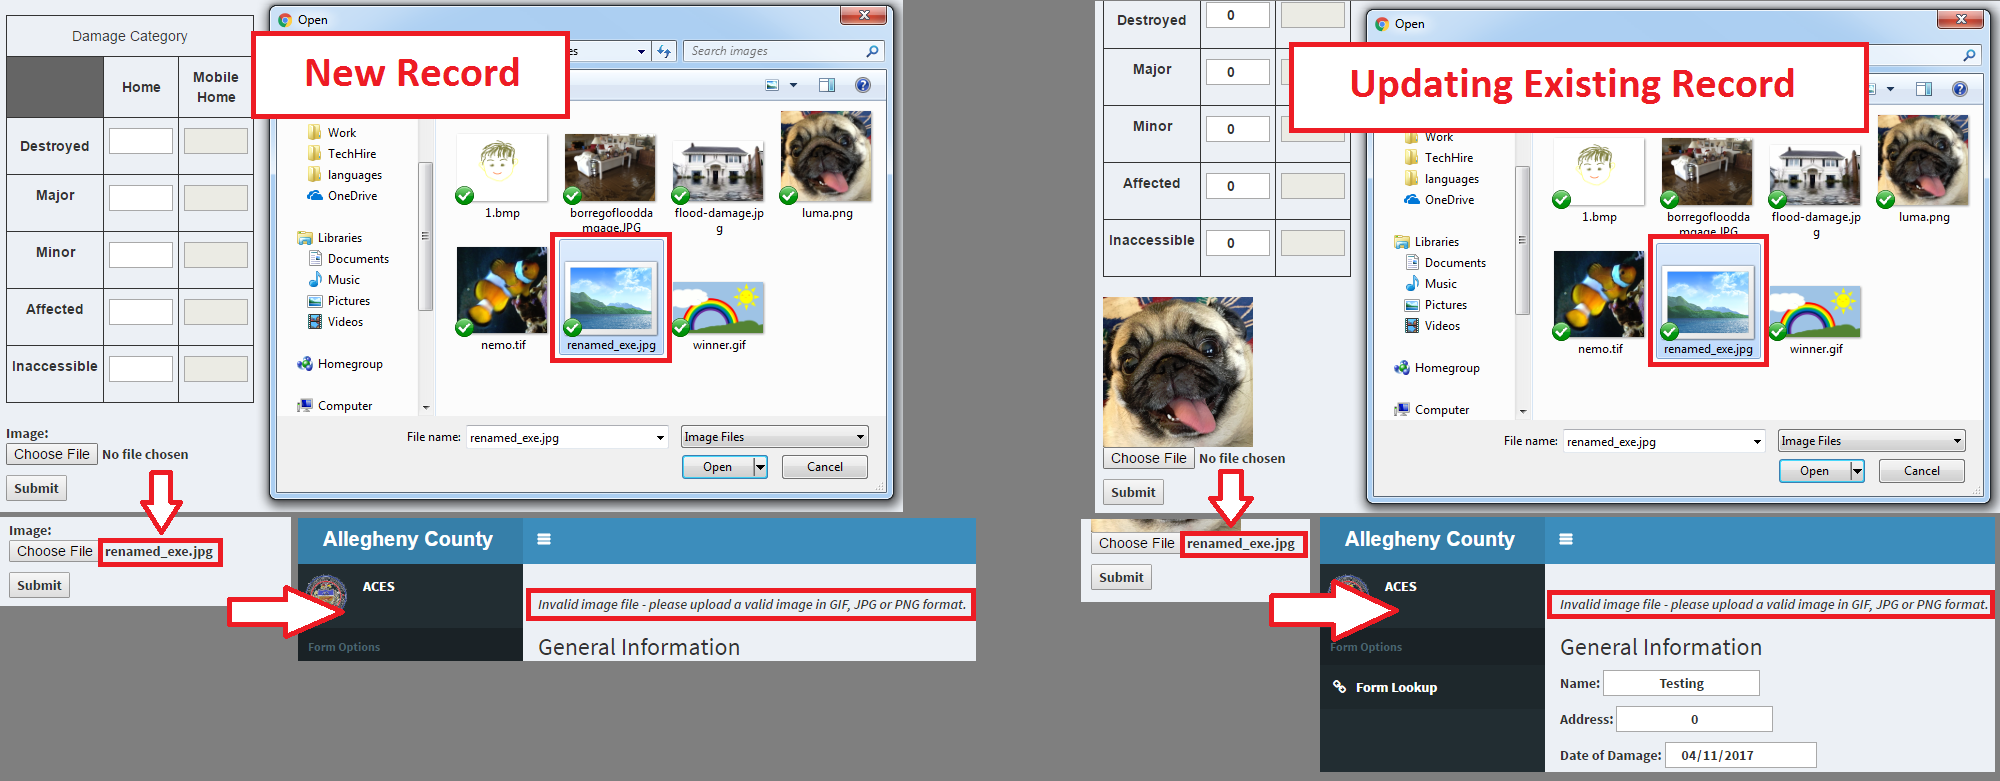 Damage Category
Home
Mobile
Home
Destroyed
Major
Minor
Affected
Inaccessible
Image:
Choose File No file chosen
Submit
Open
es
Search images
New Record
Work
TechHire
languages
OneDrive
Libraries
Documents
Music
Pictures
Videos
Homegroup
Computer
1.bmp
borregofloodda
mgage.JPG
flood-damage.jp
g
luma.png
nemo.tif
renamed_exe.jpg
winner.gif
File name: renamed_exe.jpg
Image Files
Open
Cancel
Image:
Choose File renamed_exe.jpg
Submit
Allegheny County
ACES
Form Options
Invalid image file - please upload a valid image in GIF, JPG or PNG format.
General Information
Destroyed 0
Major 0
Minor 0
Affected 0
Inaccessible 0
Choose File No file chosen
Submit
Open
Updating Existing Record
Work
TechHire
languages
OneDrive
Libraries
Documents
Music
Pictures
Videos
Homegroup
Computer
1.bmp
borregofloodda
mgage.JPG
flood-damage.jp
g
luma.png
nemo.tif
renamed_exe.jpg
winner.gif
File name: renamed_exe.jpg
Image Files
Open
Cancel
Choose File renamed_exe.jpg
Submit
Allegheny County
ACES
Form Options
Form Lookup
Invalid image file - please upload a valid image in GIF, JPG or PNG format.
General Information
Name: Testing
Address: 0
Date of Damage: 04/11/2017